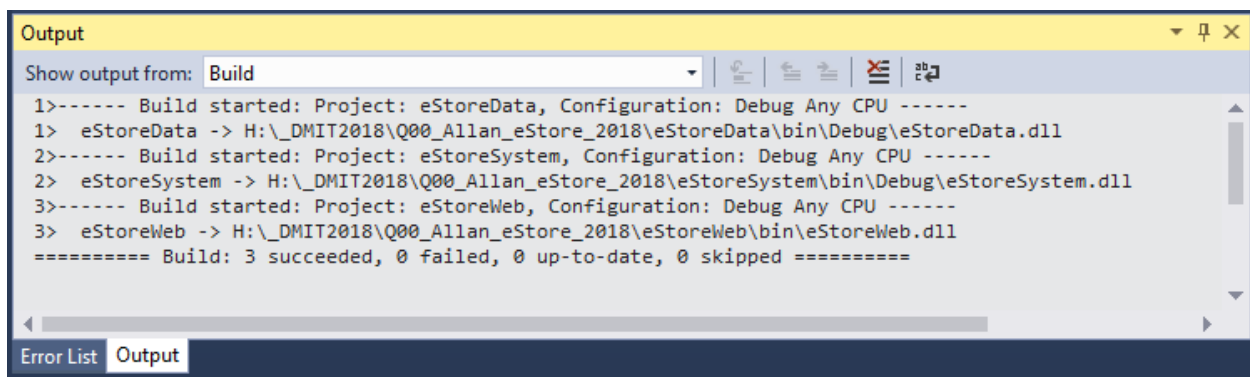 Output
Show output from: Build
1>------ Build started: Project: eStoreData, Configuration: Debug Any CPU ------
1>  eStoreData -> H:\_DMIT2018\Q00_Allan_eStore_2018\eStoreData\bin\Debug\eStoreData.dll
2>------ Build started: Project: eStoreSystem, Configuration: Debug Any CPU ------
2>  eStoreSystem -> H:\_DMIT2018\Q00_Allan_eStore_2018\eStoreSystem\bin\Debug\eStoreSystem.dll
3>------ Build started: Project: eStoreWeb, Configuration: Debug Any CPU ------
3>  eStoreWeb -> H:\_DMIT2018\Q00_Allan_eStore_2018\eStoreWeb\bin\eStoreWeb.dll
========== Build: 3 succeeded, 0 failed, 0 up-to-date, 0 skipped ==========
Error List Output